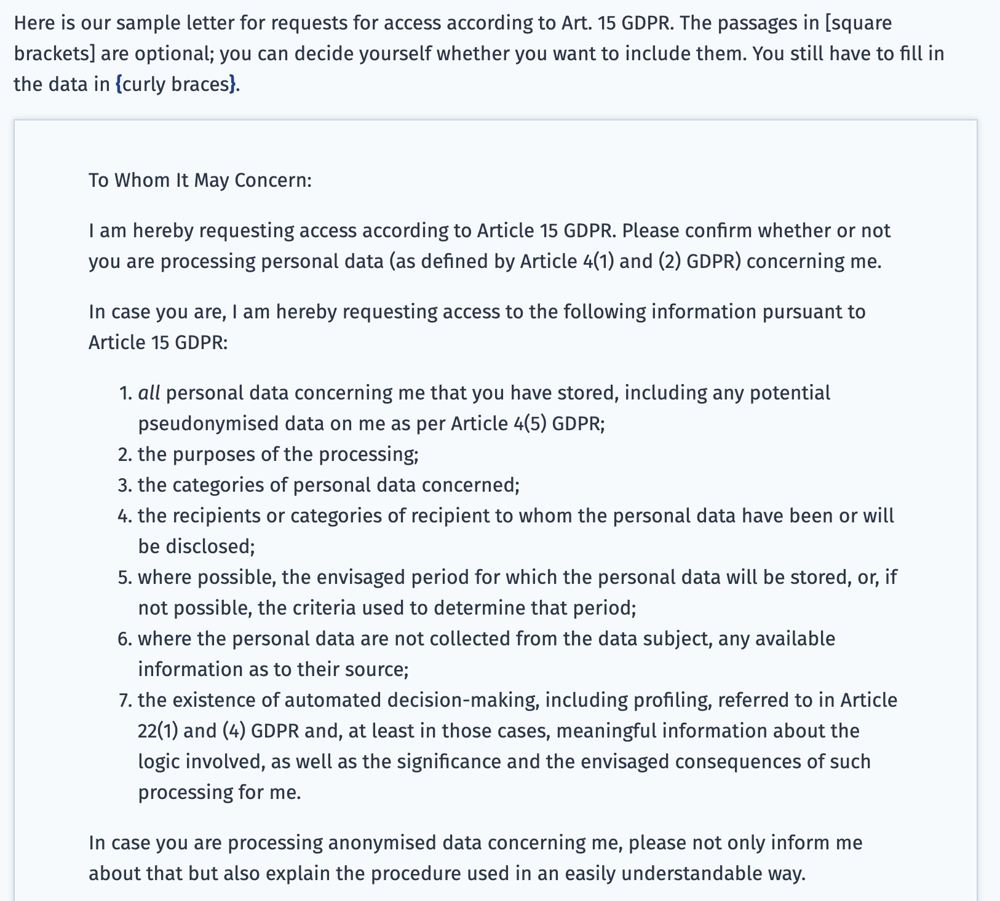 Here is our sample letter for requests for access according to Art. 15 GDPR. The passages in [square
brackets] are optional; you can decide yourself whether you want to include them. You still have to fill in
the data in {curly braces}.
To Whom It May Concern:
I am hereby requesting access according to Article 15 GDPR. Please confirm whether or not
you are processing personal data (as defined by Article 4(1) and (2) GDPR) concerning me.
In case you are, I am hereby requesting access to the following information pursuant to
Article 15 GDPR:
1. all personal data concerning me that you have stored, including any potential
pseudonymised data on me as per Article 4(5) GDPR;
2. the purposes of the processing;
3. the categories of personal data concerned;
4. the recipients or categories of recipient to whom the personal data have been or will
be disclosed;
5. where possible, the envisaged period for which the personal data will be stored, or, if
not possible, the criteria used to determine that period;
6. where the personal data are not collected from the data subject, any available
information as to their source;
7. the existence of automated decision-making, including profiling, referred to in Article
22(1) and (4) GDPR and, at least in those cases, meaningful information about the
logic involved, as well as the significance and the envisaged consequences of such
processing for me.
In case you are processing anonymised data concerning me, please not only inform me
about that but also explain the procedure used in an easily understandable way.